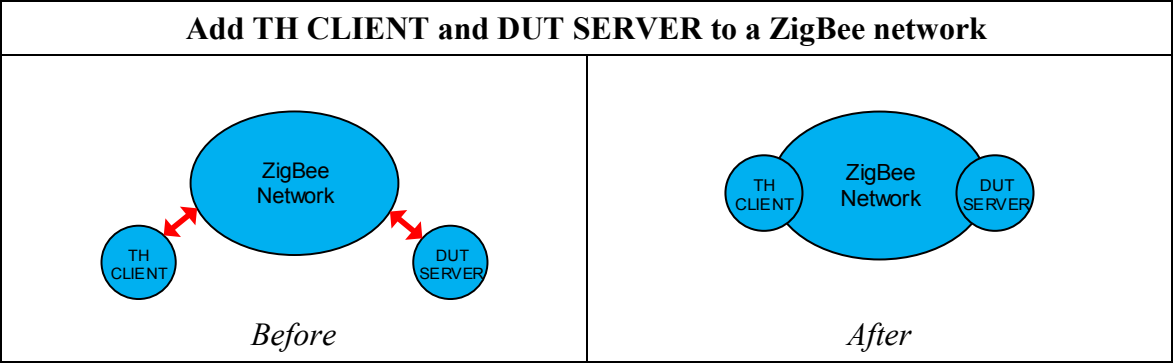 Add TH CLIENT and DUT SERVER to a ZigBee network
ZigBee
Network
TH
CLIENT
DUT
SERVER
Before
ZigBee
Network
TH
CLIENT
DUT
SERVER
After